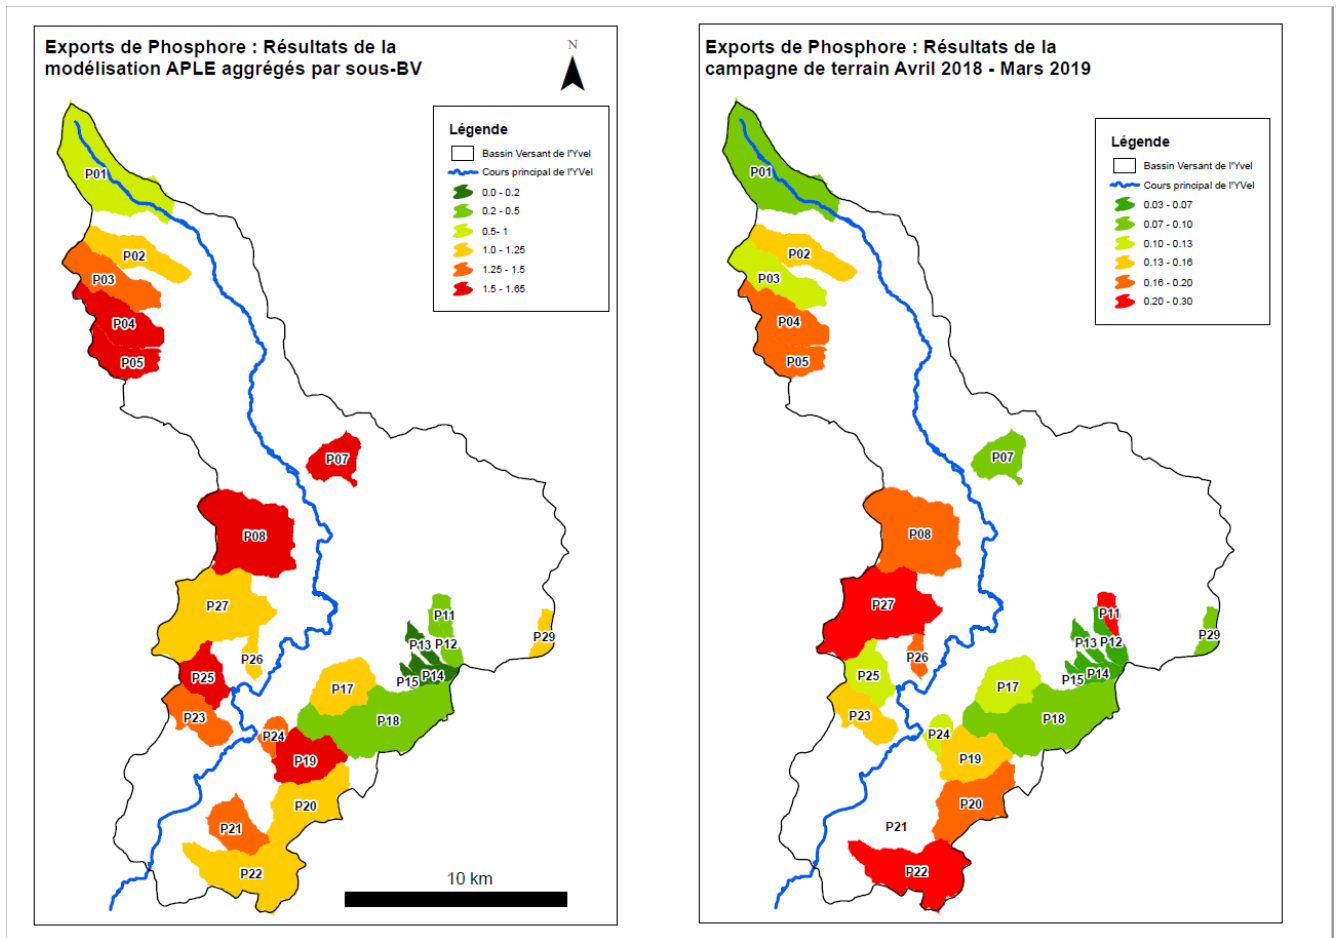 Exports de Phosphore : Résultats de la
modélisation APLE aggrégés par sous-BV
N
Légende
Bassin Versant de l'Yvel
Cours principal de l'YVel
0.0 - 0.2
0.2 - 0.5
0.5- 1
1.0 - 1.25
1.25 - 1.5
1.5 - 1.65
P01
P02
P03
P04
P05
P07
P08
P27
P11
P13
P12
P29
P26
P15
P14
P25
P17
P23
P18
P24
P19
P20
P21
P22
10 km
Exports de Phosphore : Résultats de la
campagne de terrain Avril 2018 - Mars 2019
Légende
Bassin Versant de l'Yvel
Cours principal de l'YVel
0.03 - 0.07
0.07 - 0.10
0.10 - 0.13
0.13 - 0.16
0.16 - 0.20
0.20 - 0.30
P01
P02
P03
P04
P05
P07
P08
P27
P11
P13
P12
P29
P26
P15
P14
P25
P17
P23
P18
P24
P19
P20
P21
P22